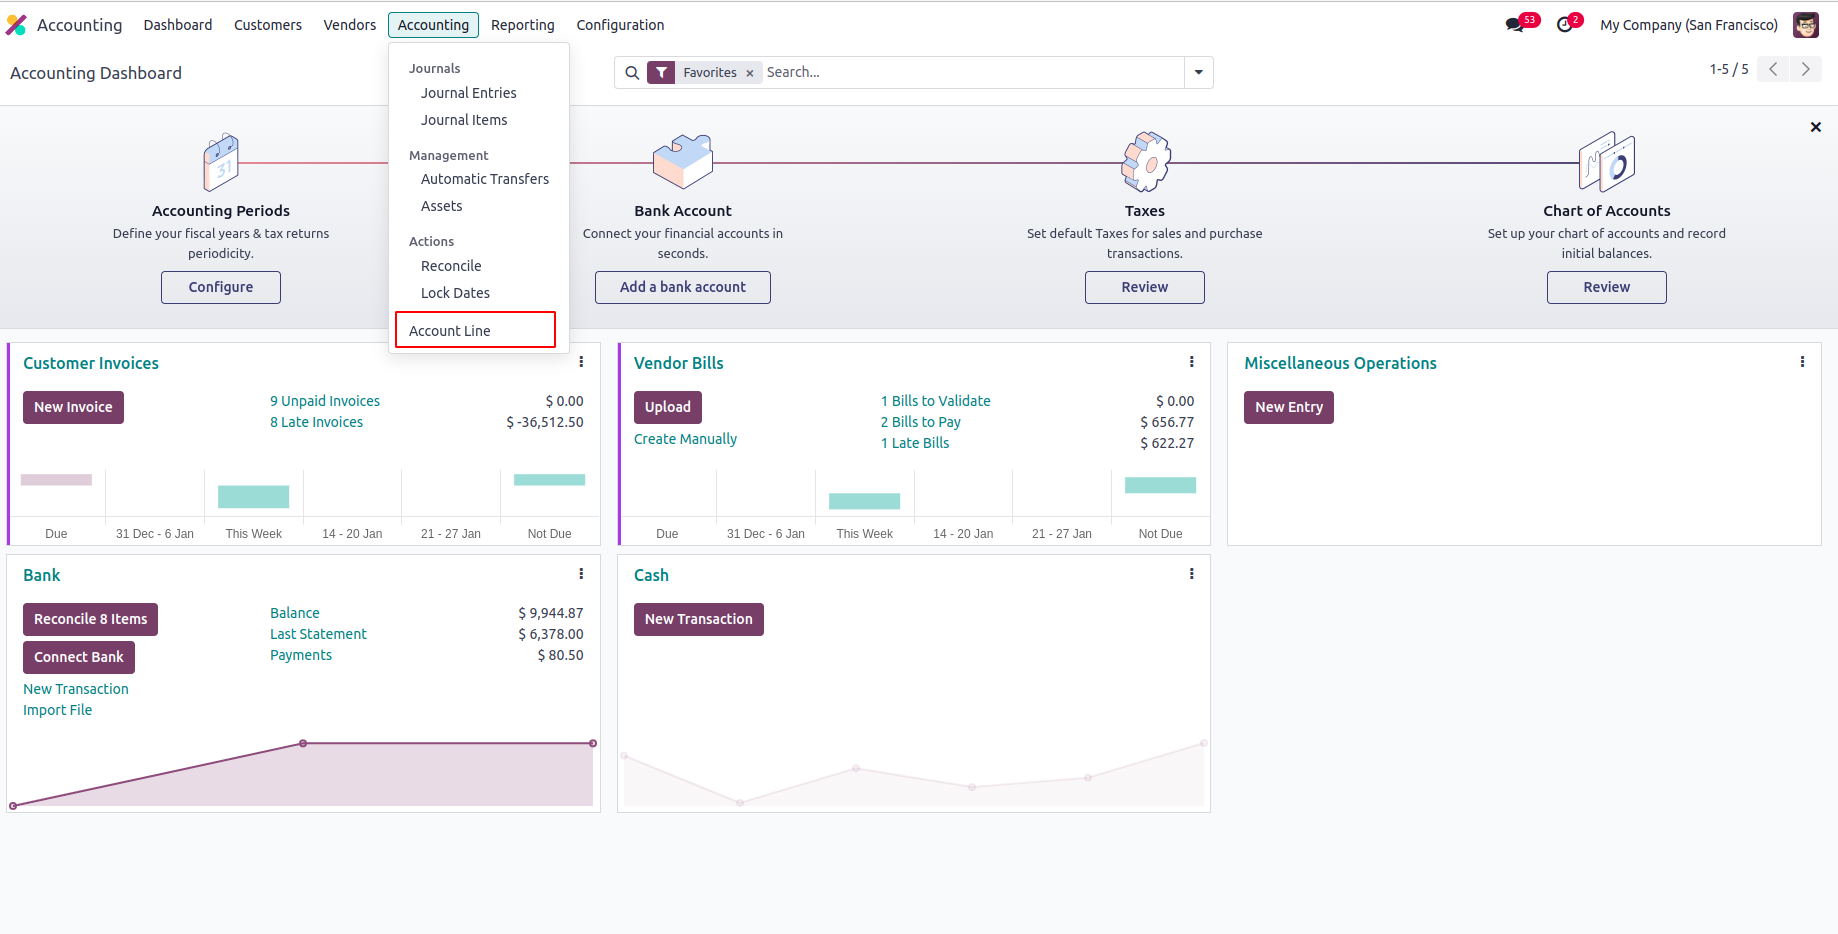 Accounting Dashboard Customers Vendors Accounting Reporting Configuration 53 2 My Company (San Francisco)
Accounting Dashboard Favorites × Search... 1-5 / 5
Journals
Journal Entries
Journal Items
Management
Automatic Transfers
Assets
Actions
Reconcile
Lock Dates
Account Line
31
Accounting Periods
Define your fiscal years & tax returns
periodicity.
Configure
Bank Account
Connect your financial accounts in
seconds.
Add a bank account
Taxes
Set default Taxes for sales and purchase
transactions.
Review
Chart of Accounts
Set up your chart of accounts and record
initial balances.
Review
Customer Invoices
New Invoice
9 Unpaid Invoices $ 0.00
8 Late Invoices $ -36,512.50
Due 31 Dec - 6 Jan This Week 14 - 20 Jan 21 - 27 Jan Not Due
Vendor Bills
Upload
Create Manually
1 Bills to Validate $ 0.00
2 Bills to Pay $ 656.77
1 Late Bills $ 622.27
Due 31 Dec - 6 Jan This Week 14 - 20 Jan 21 - 27 Jan Not Due
Miscellaneous Operations
New Entry
Bank
Reconcile 8 Items
Connect Bank
New Transaction
Import File
Balance $ 9,944.87
Last Statement $ 6,378.00
Payments $ 80.50
Cash
New Transaction